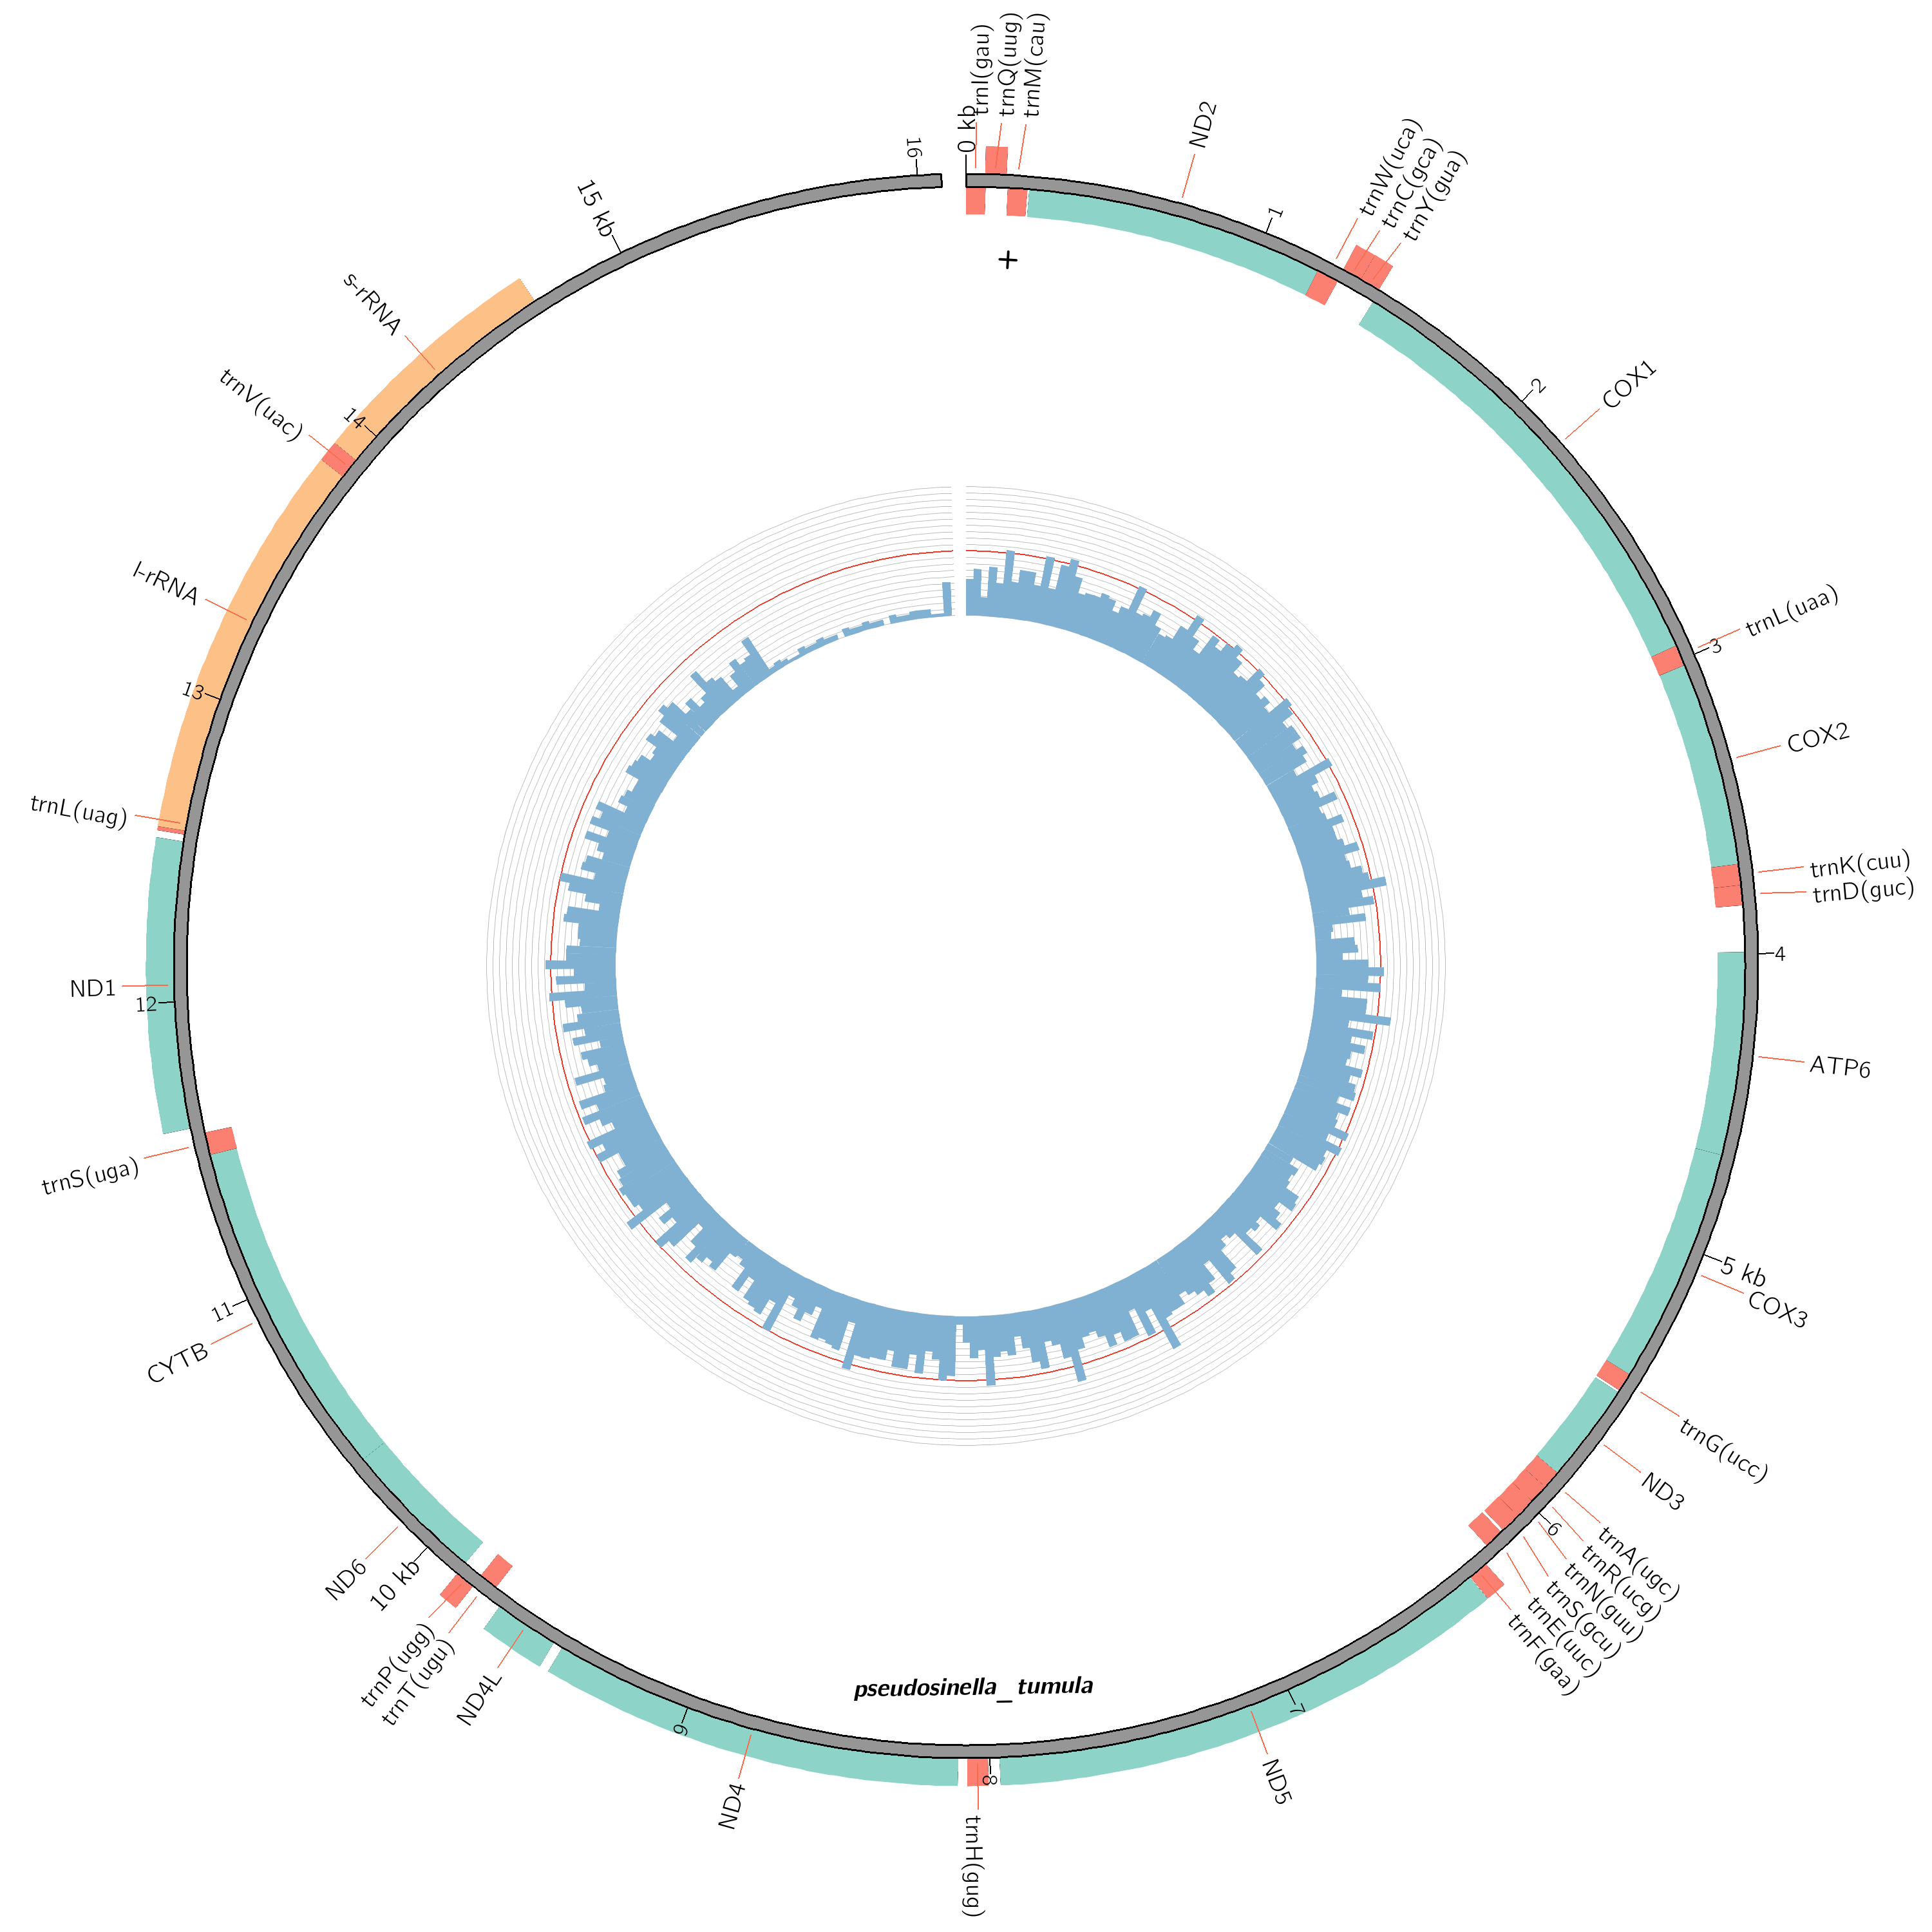 0 kb
trnI(gau)
trnQ(uug)
trnM(cau)
ND2
1
trnW(uca)
trnC(gca)
trnY(gua)
2
COX1
trnL(uaa)
3
COX2
trnK(cuu)
trnD(guc)
4
ATP6
5 kb
COX3
trnG(ucc)
ND3
trnA(ugc)
6
trnR(ucg)
trnN(guu)
trnS(gcu)
trnE(uuc)
trnF(gaa)
7
ND5
8
trnH(gug)
ND4
9
ND4L
trnT(ugu)
trnP(ugg)
10 kb
ND6
CYTB
11
trnS(uga)
12
ND1
trnL(uag)
13
l-rRNA
trnV(uac)
14
s-rRNA
15 kb
16
+
pseudosinella_tumula